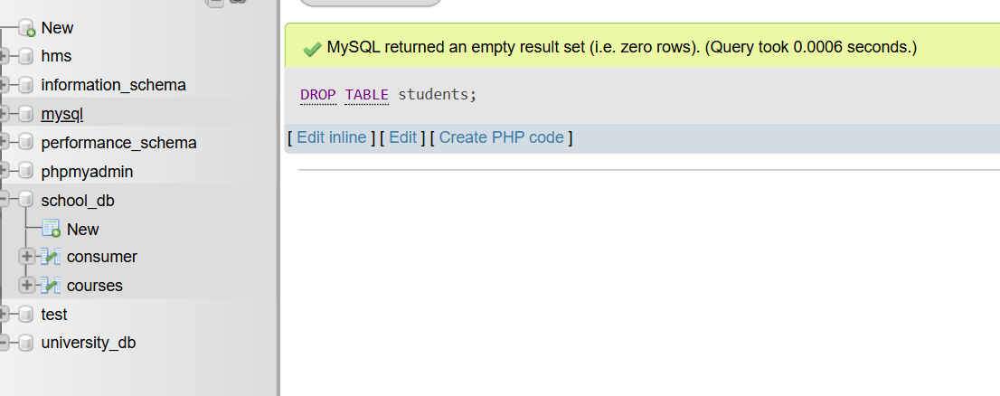 New
hms
information_schema
mysql
performance_schema
phpmyadmin
school_db
New
consumer
courses
test
university_db
MySQL returned an empty result set (i.e. zero rows). (Query took 0.0006 seconds.)
DROP TABLE students;
[ Edit inline ] [ Edit ] [ Create PHP code ]